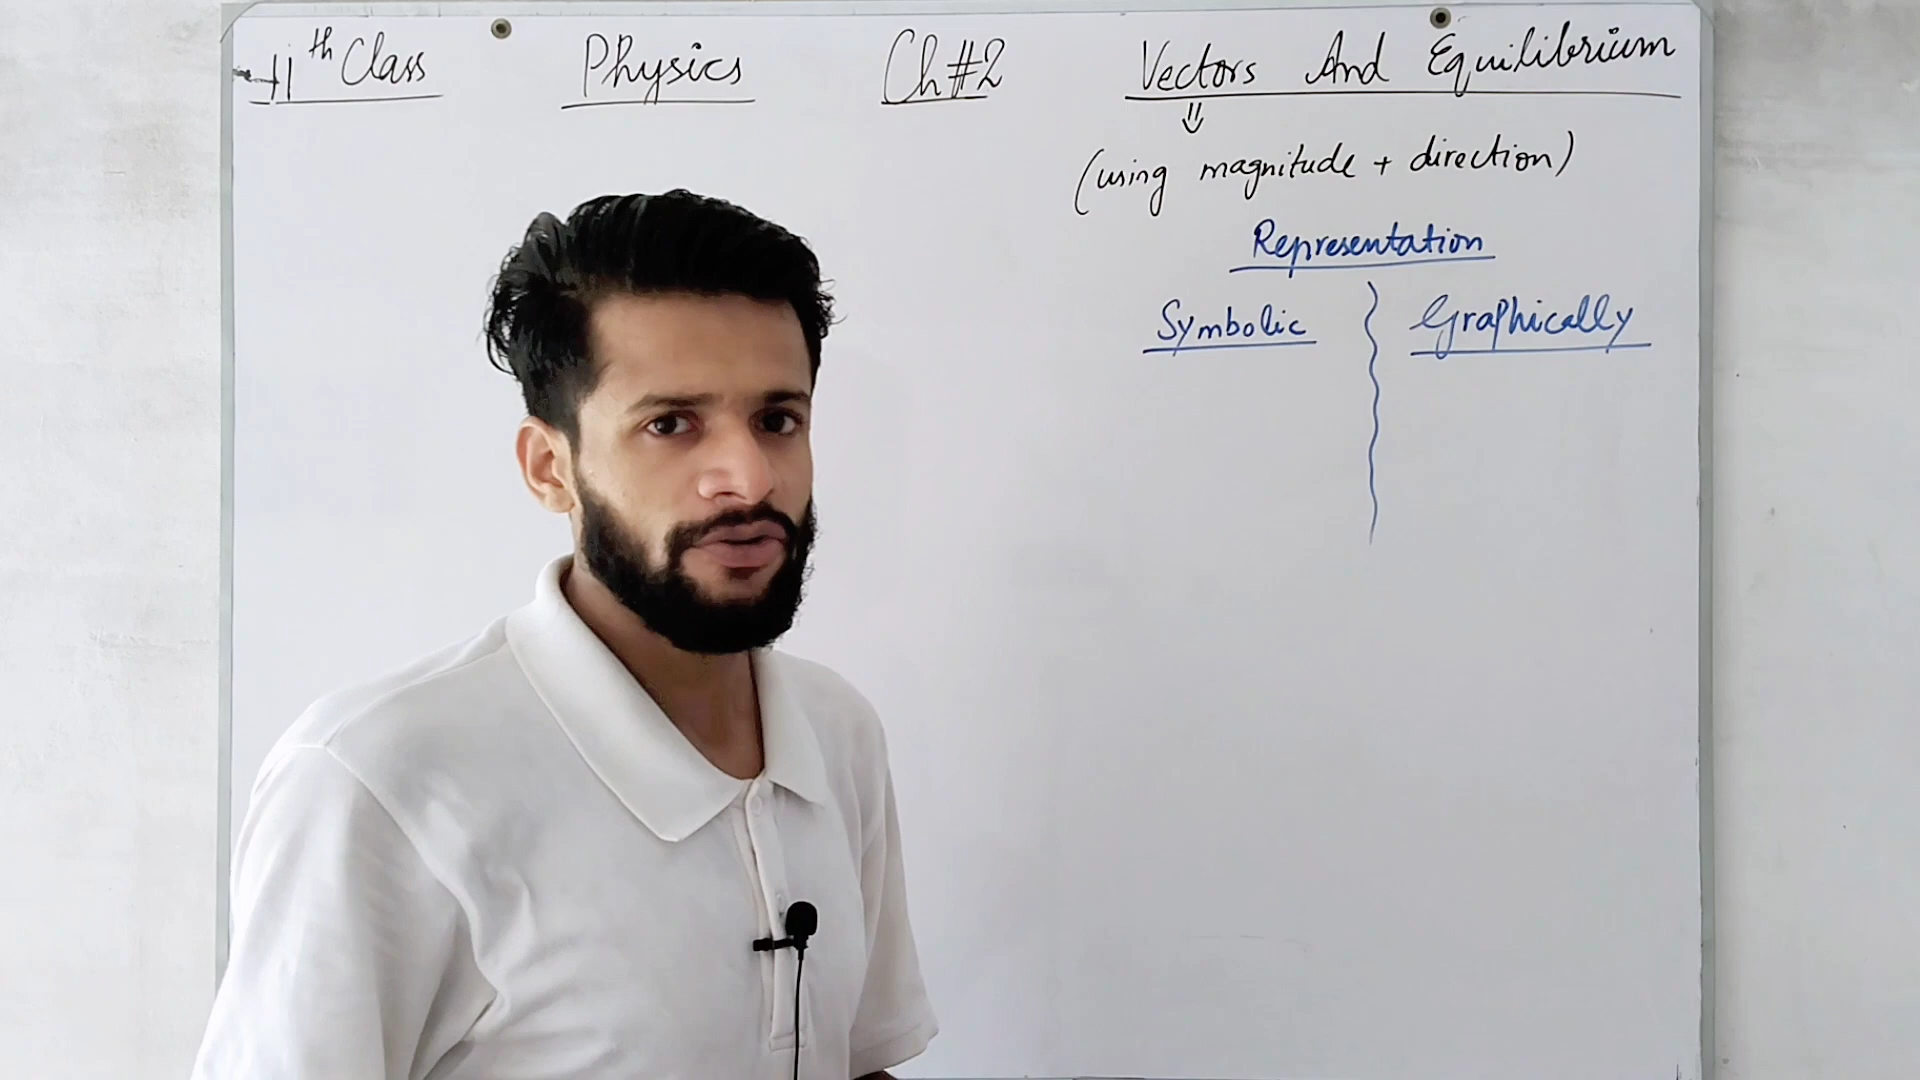 11th Class Physics Ch#2 Vectors And Equilibrium
⇓
(using magnitude + direction)
Representation
Symbolic Graphically